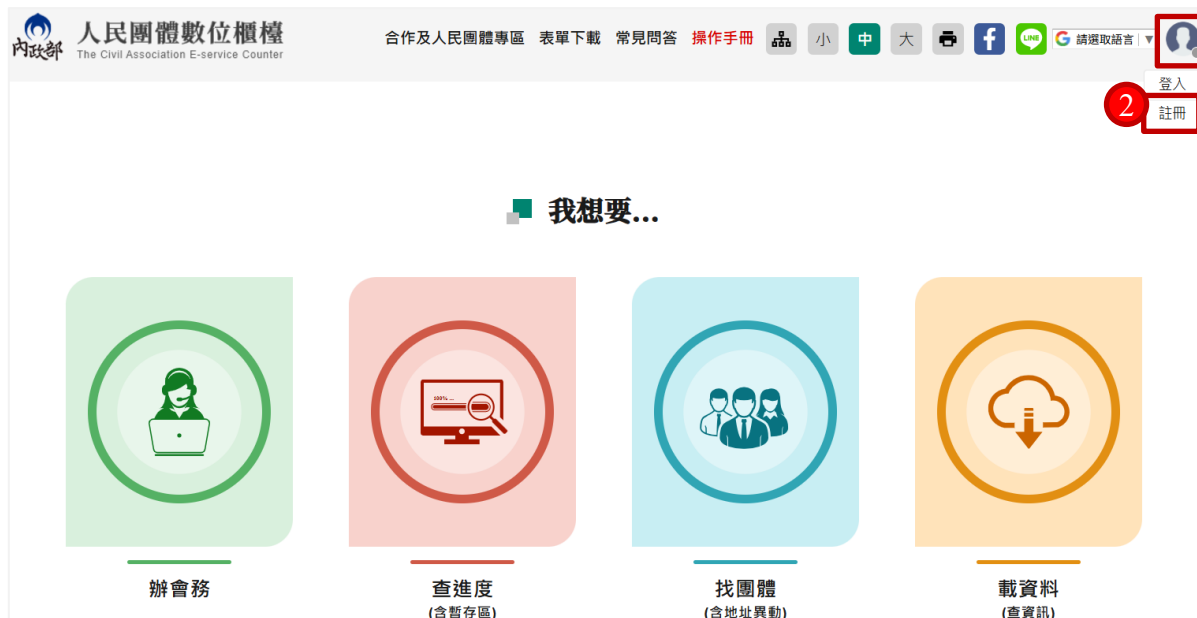 內政部
人民團體數位櫃檯
The Civil Association E-service Counter
合作及人民團體專區 表單下載 常見問答 操作手冊 小 中 大 LINE 請選取語言 ▼
登入
2
註冊
我想要...
100% ...
辦會務
查進度
(含暫存區)
找團體
(含地址異動)
載資料
(查資訊)